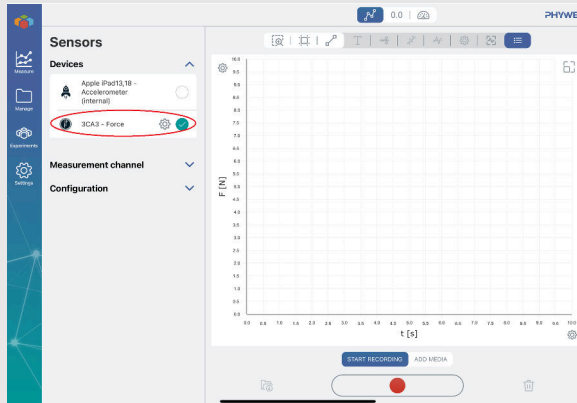 0.0
PHYWE
Sensors
Devices
Apple iPad13,18 -
Accelerometer
(internal)
3CA3 - Force
Measurement channel
Configuration
Measure
Manage
Experiments
Settings
T
F [N]
10.0
9.5
9.0
8.5
8.0
7.5
7.0
6.5
6.0
5.5
5.0
4.5
4.0
3.5
3.0
2.5
2.0
1.5
1.0
0.5
0.0
0.0 0.5 1.0 1.5 2.0 2.5 3.0 3.5 4.0 4.5 5.0 5.5 6.0 6.5 7.0 7.5 8.0 8.5 9.0 9.5 10.0
t [s]
START RECORDING ADD MEDIA